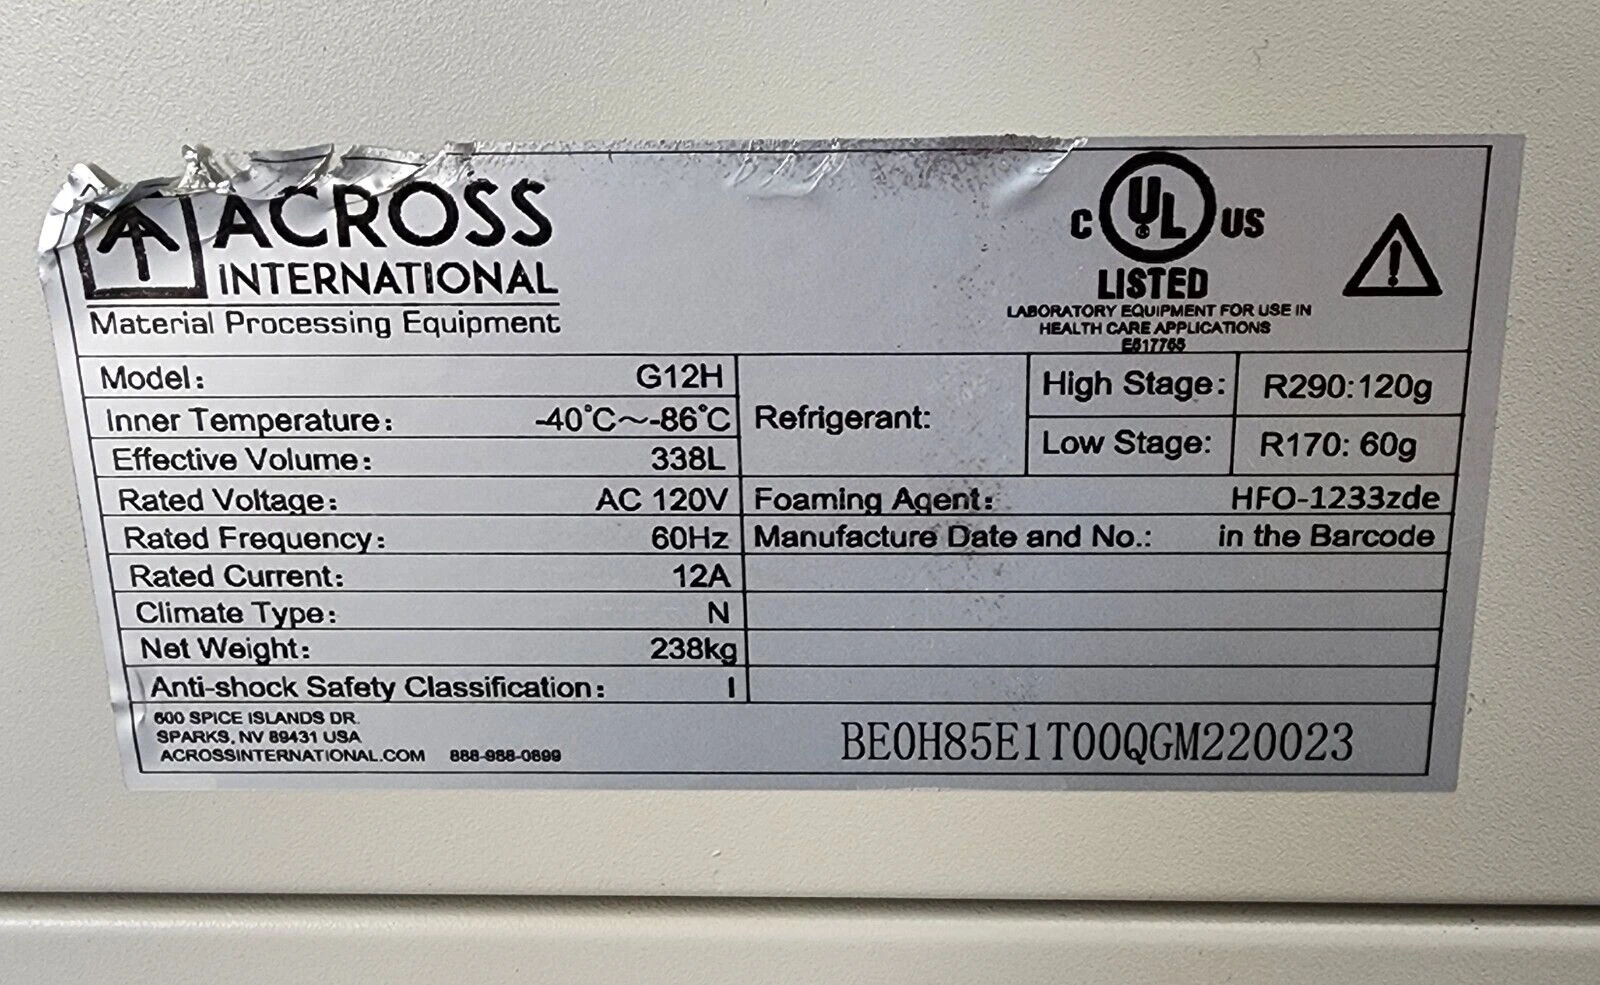 ACROSS
INTERNATIONAL
Material Processing Equipment
C UL US
LISTED
LABORATORY EQUIPMENT FOR USE IN
HEALTH CARE APPLICATIONS
E517765
Model: G12H
Inner Temperature: -40°C～-86°C
Effective Volume: 338L
Rated Voltage: AC 120V
Rated Frequency: 60Hz
Rated Current: 12A
Climate Type: N
Net Weight: 238kg
Anti-shock Safety Classification: I
Refrigerant:
High Stage: R290:120g
Low Stage: R170: 60g
Foaming Agent: HFO-1233zde
Manufacture Date and No.: in the Barcode
600 SPICE ISLANDS DR.
SPARKS, NV 89431 USA
ACROSSINTERNATIONAL.COM 888-988-0899
BE0H85E1T00QGM220023